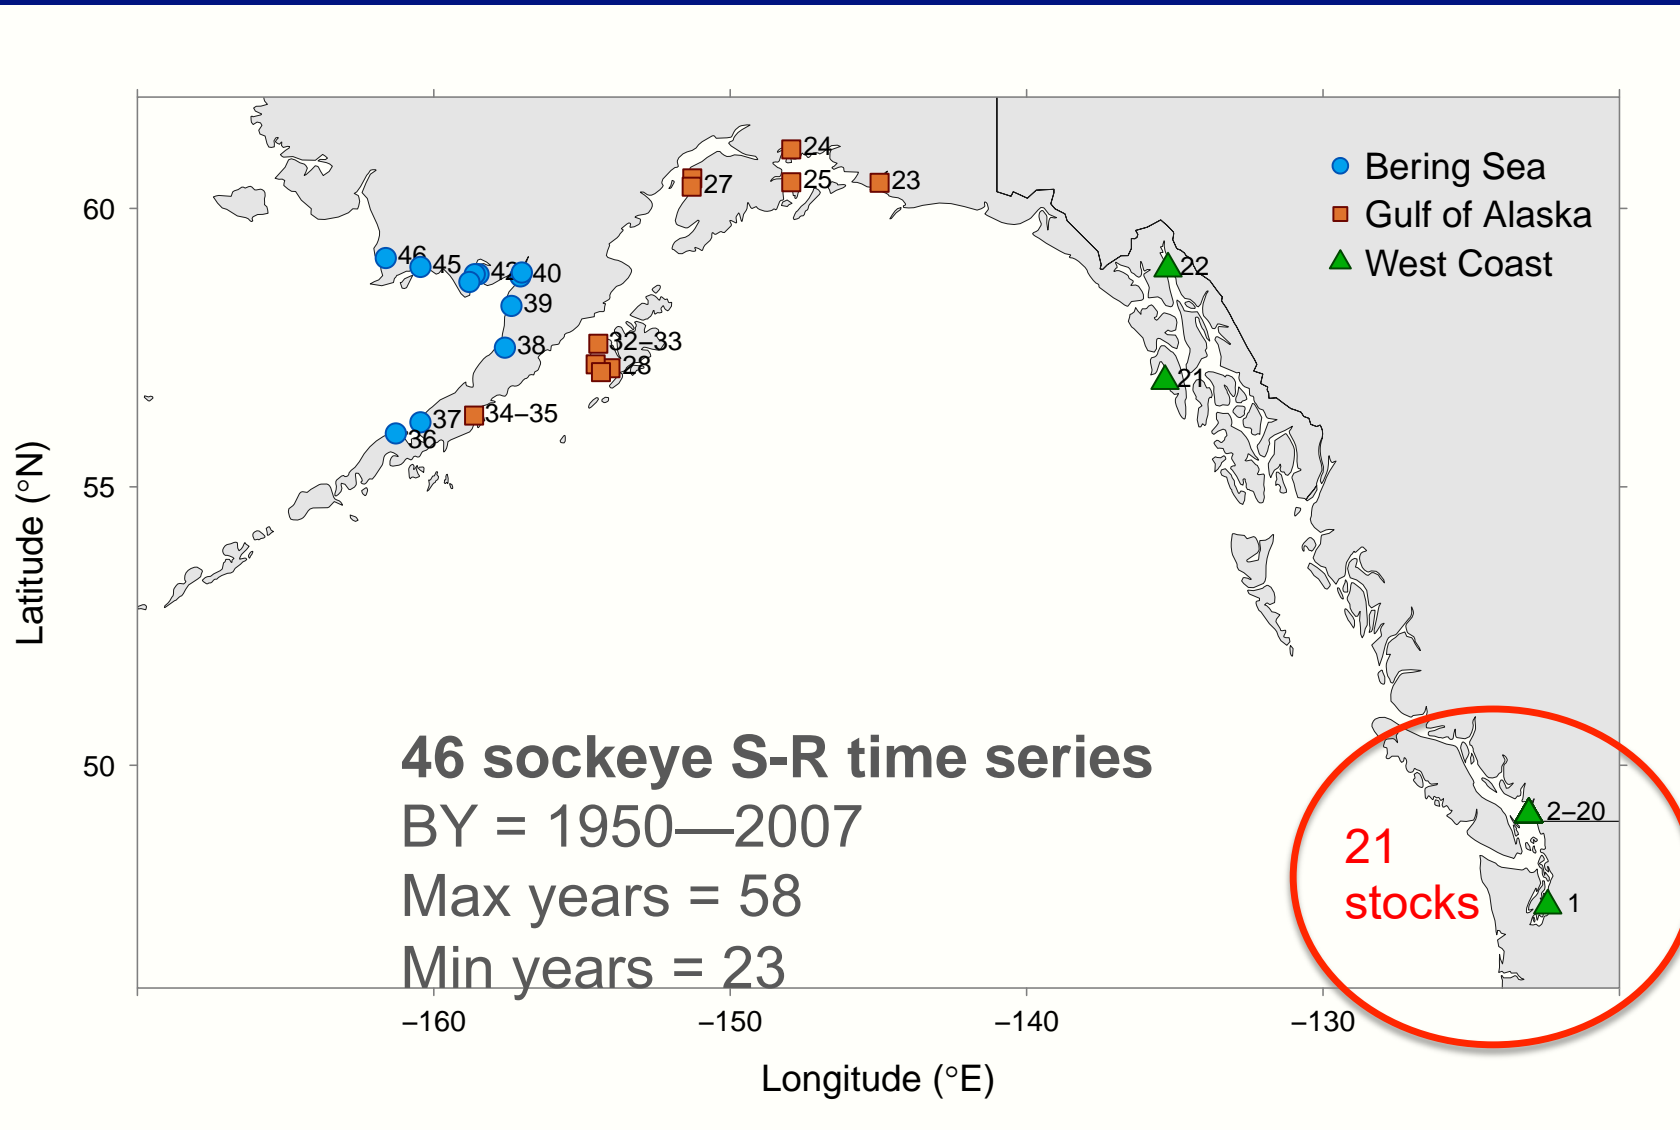 24
27
25
23
Bering Sea
Gulf of Alaska
West Coast
60
46
45
42
40
39
38
22
32–33
28
21
37
36
34–35
55
50
Latitude (°N)
46 sockeye S-R time series
BY = 1950—2007
Max years = 58
Min years = 23
21
stocks
2–20
1
−160
−150
−140
−130
Longitude (°E)